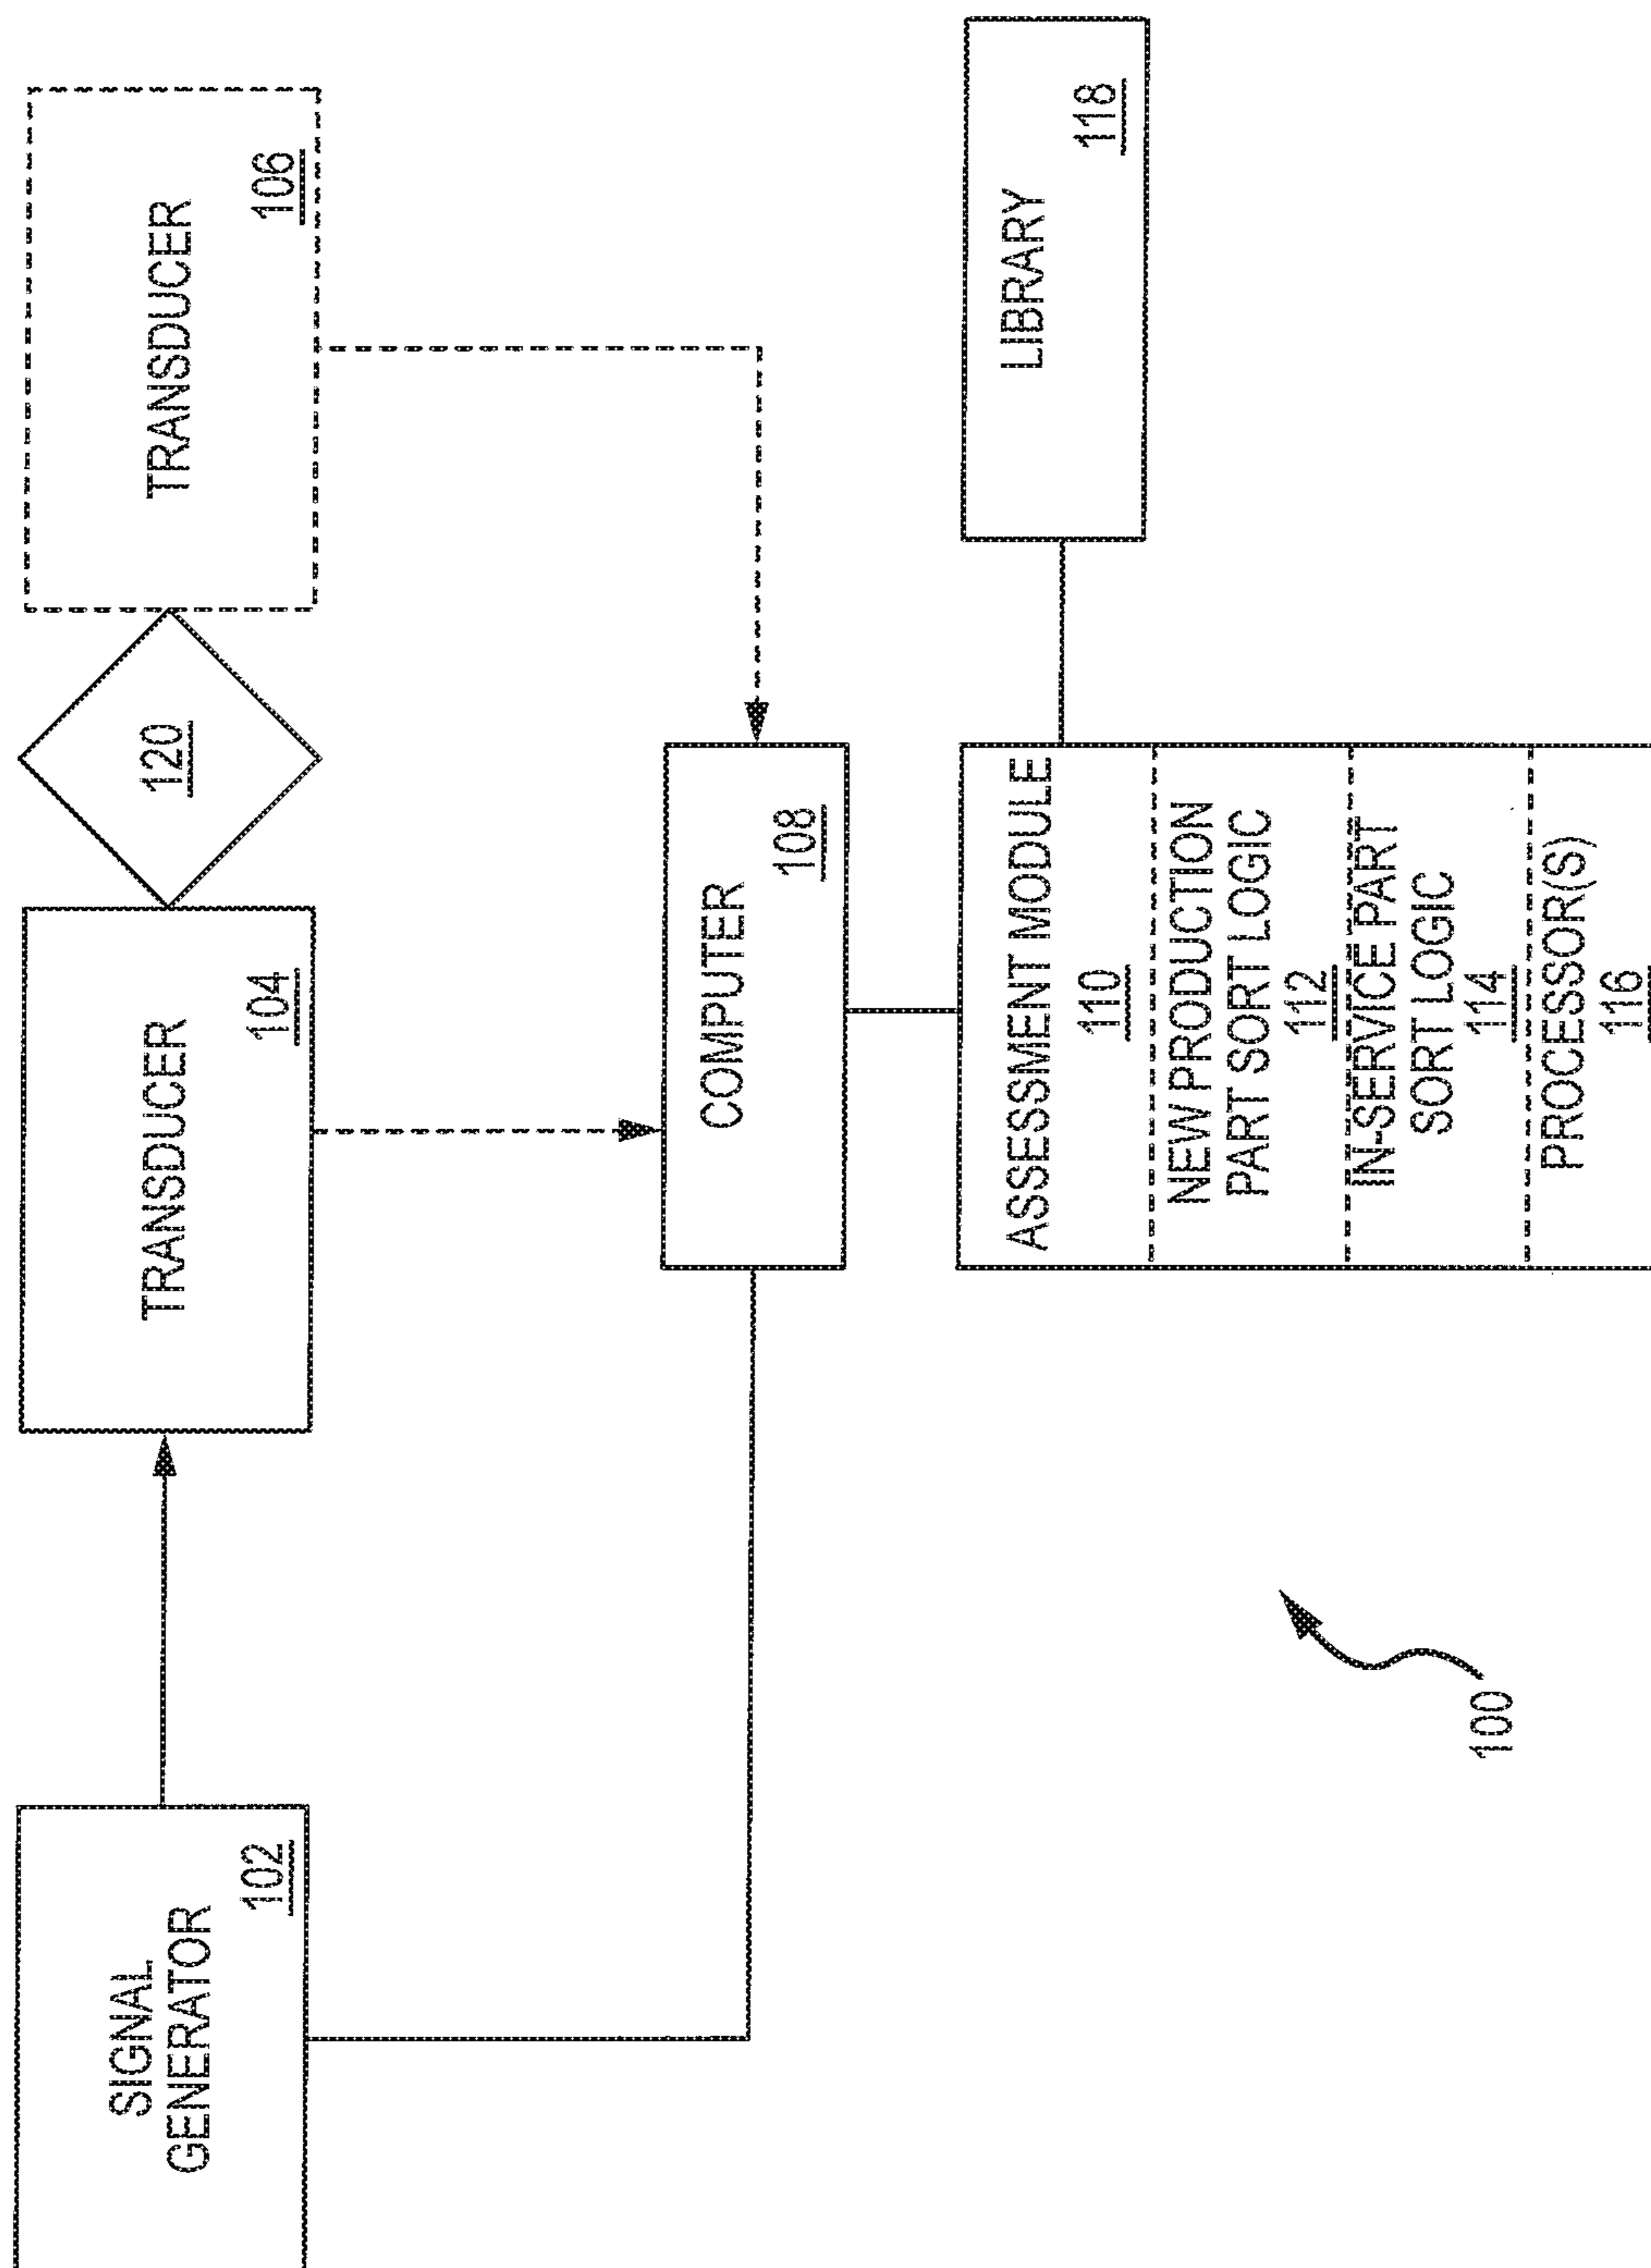 SIGNAL
GENERATOR
102
TRANSDUCER
104
120
TRANSDUCER
106
COMPUTER
108
ASSESSMENT MODULE
110
NEW PRODUCTION
PART SORT LOGIC
112
IN-SERVICE PART
SORT LOGIC
114
PROCESSOR(S)
116
LIBRARY
118
100